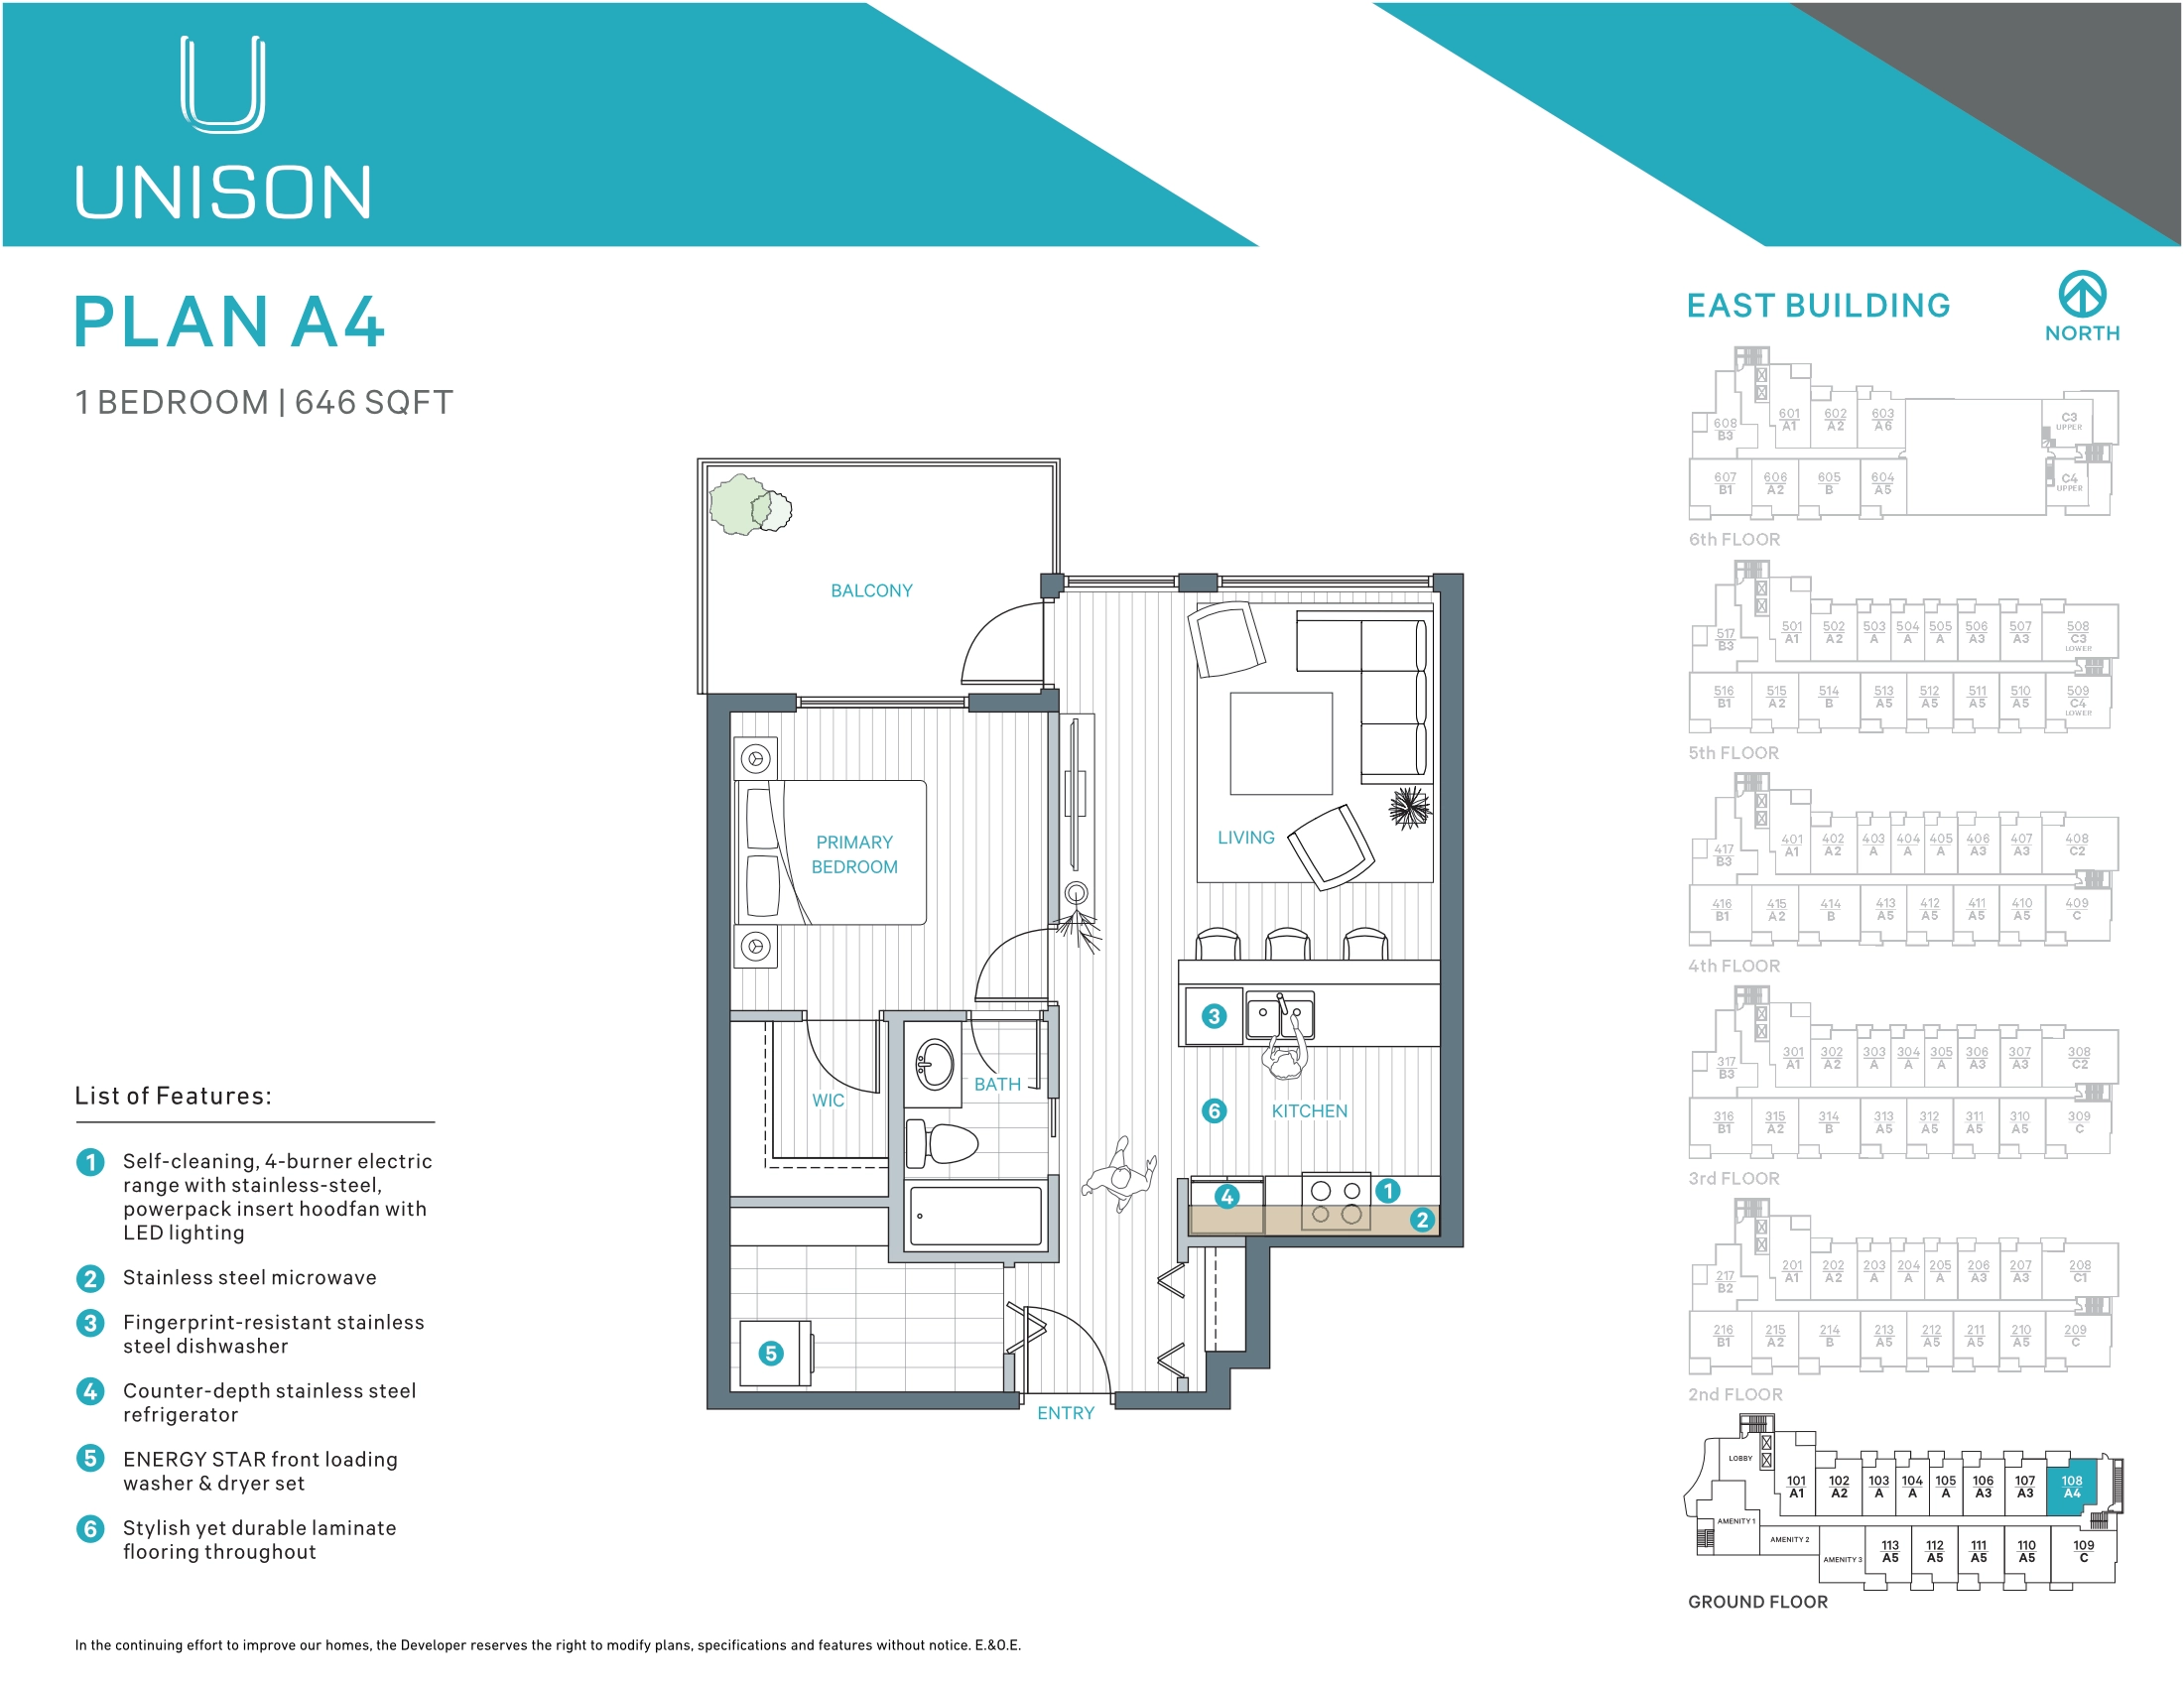 UNISON
PLAN A4
1 BEDROOM | 646 SQFT
List of Features:
1 Self-cleaning, 4-burner electric
range with stainless-steel,
powerpack insert hoodfan with
LED lighting
2 Stainless steel microwave
3 Fingerprint-resistant stainless
steel dishwasher
4 Counter-depth stainless steel
refrigerator
5 ENERGY STAR front loading
washer & dryer set
6 Stylish yet durable laminate
flooring throughout
BALCONY
PRIMARY
BEDROOM
LIVING
3
WIC
BATH
6 KITCHEN
4
1
2
5
ENTRY
EAST BUILDING
NORTH
608 B3
601 A1
602 A2
603 A6
C3 UPPER
607 B1
606 A2
605 B
604 A5
C4 UPPER
6th FLOOR
517 B3
501 A1
502 A2
503 A
504 A
505 A
506 A3
507 A3
508 C3 LOWER
516 B1
515 A2
514 B
513 A5
512 A5
511 A5
510 A5
509 C4 LOWER
5th FLOOR
417 B3
401 A1
402 A2
403 A
404 A
405 A
406 A3
407 A3
408 C2
416 B1
415 A2
414 B
413 A5
412 A5
411 A5
410 A5
409 C
4th FLOOR
317 B3
301 A1
302 A2
303 A
304 A
305 A
306 A3
307 A3
308 C2
316 B1
315 A2
314 B
313 A5
312 A5
311 A5
310 A5
309 C
3rd FLOOR
217 B2
201 A1
202 A2
203 A
204 A
205 A
206 A3
207 A3
208 C1
216 B1
215 A2
214 B
213 A5
212 A5
211 A5
210 A5
209 C
2nd FLOOR
LOBBY
101 A1
102 A2
103 A
104 A
105 A
106 A3
107 A3
108 A4
AMENITY 1
AMENITY 2
AMENITY 3
113 A5
112 A5
111 A5
110 A5
109 C
GROUND FLOOR
In the continuing effort to improve our homes, the Developer reserves the right to modify plans, specifications and features without notice. E.&O.E.